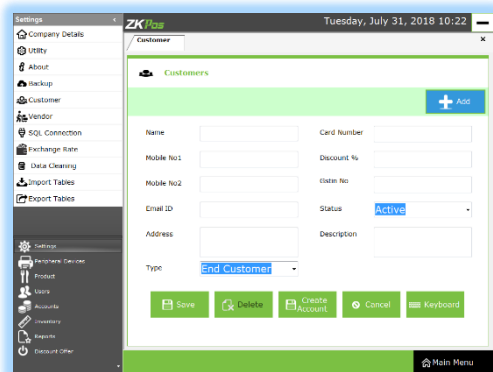 Settings
ZKPos
Tuesday, July 31, 2018 10:22
Company Details
Utility
About
Backup
Customer
Vendor
SQL Connection
Exchange Rate
Data Cleaning
Import Tables
Export Tables
Settings
Peripheral Devices
Product
Users
Accounts
Inventory
Reports
Discount Offer
Customer
×
Customers
Add
Name
Card Number
Mobile No1
Discount %
Mobile No2
Gstin No.
Email ID
Status
Active
Address
Description
Type
End Customer
Save
Delete
Create Account
Cancel
Keyboard
Main Menu